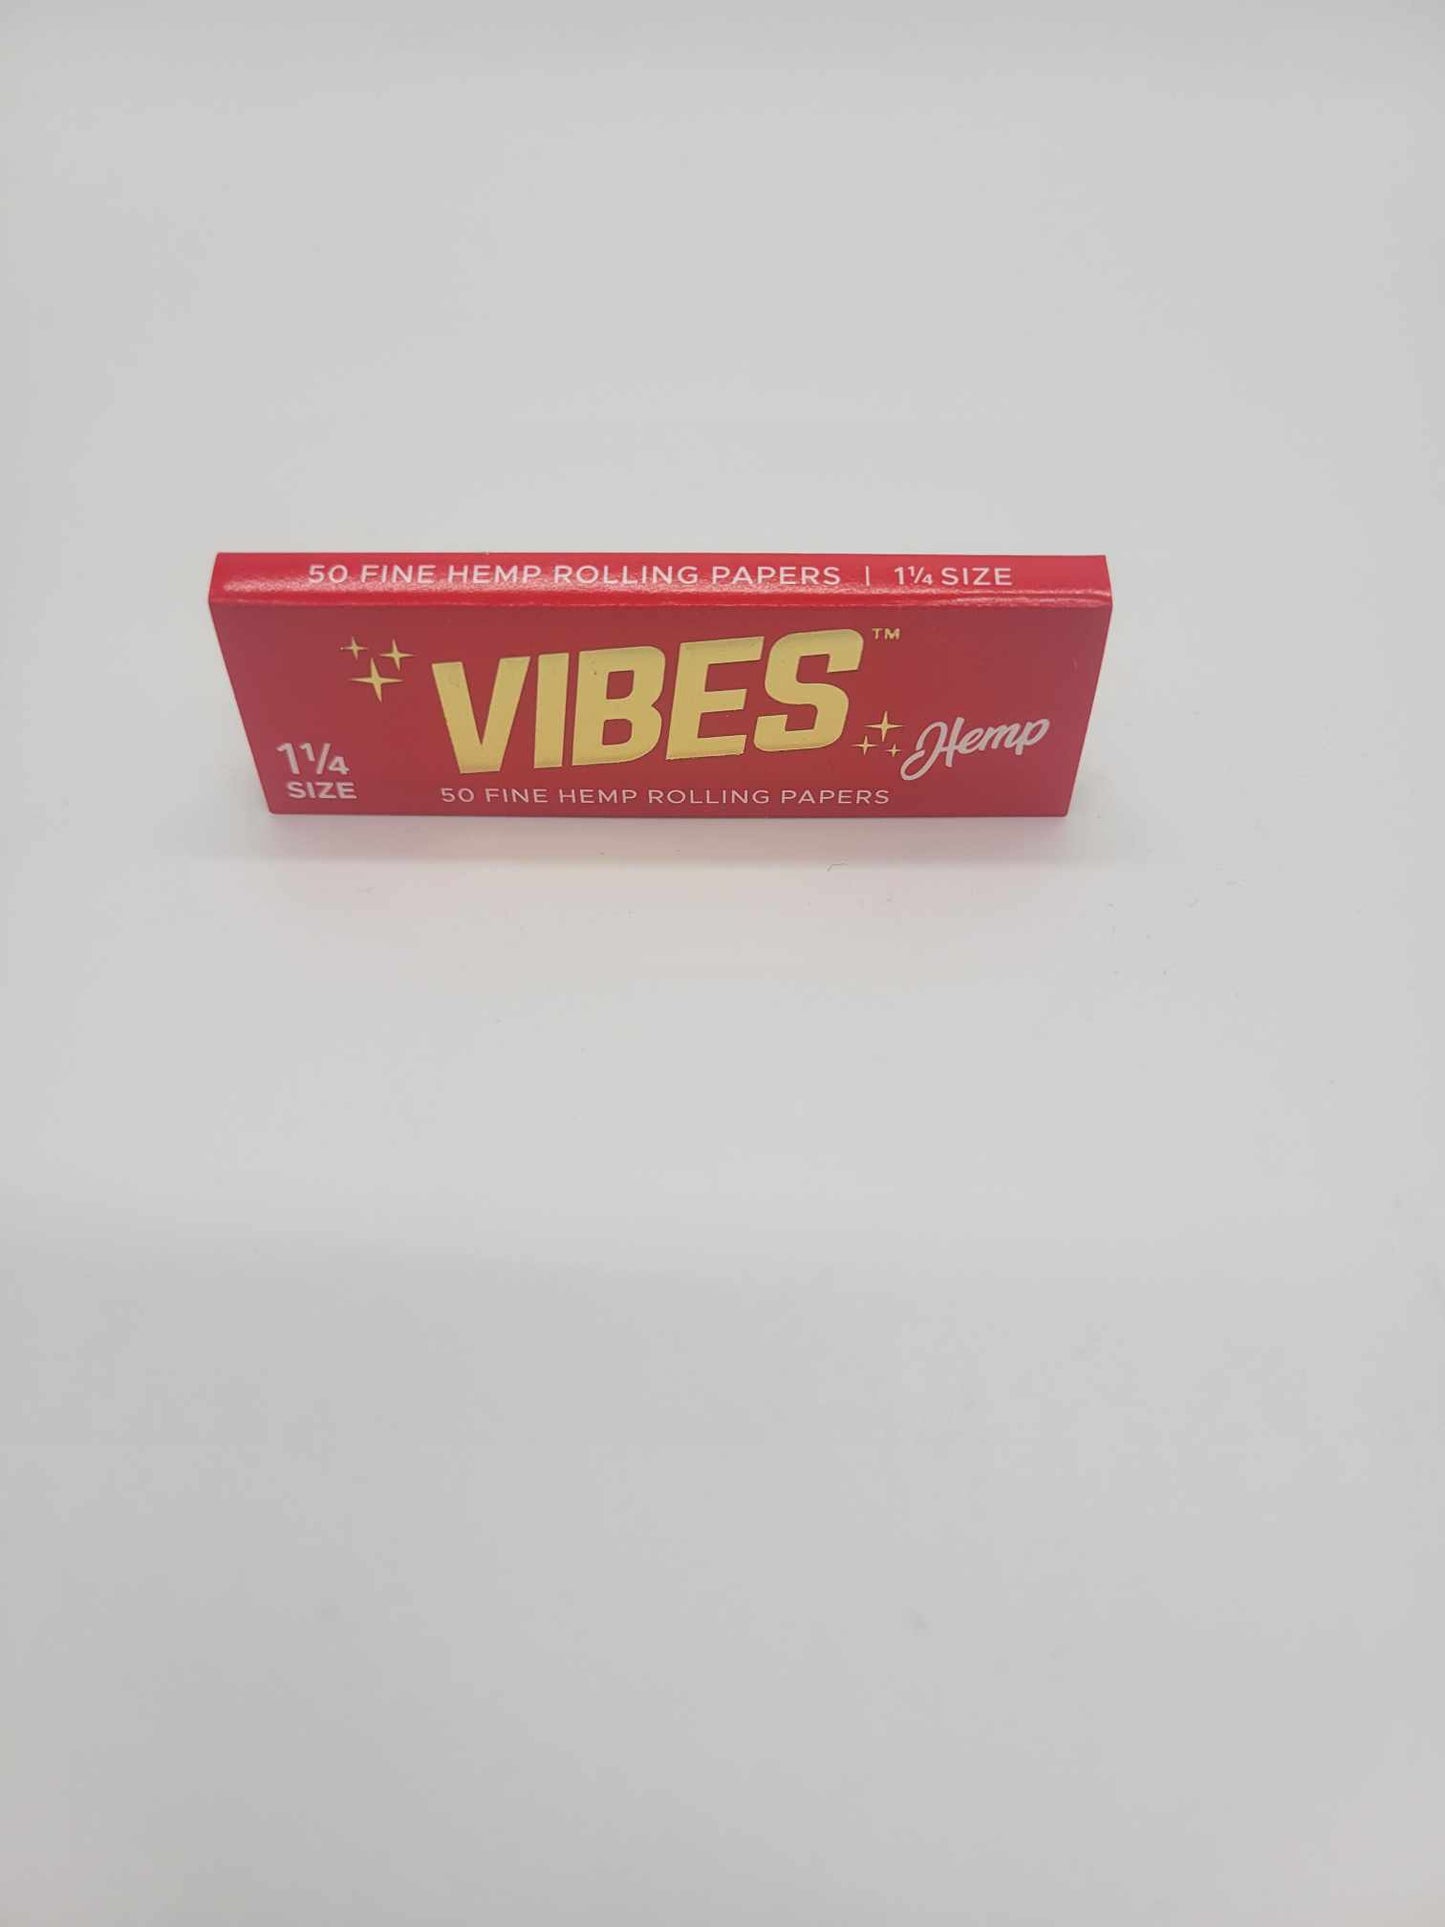 50 FINE HEMP ROLLING PAPERS | 1¼ SIZE
VIBES™
Hemp
1¼
SIZE
50 FINE HEMP ROLLING PAPERS